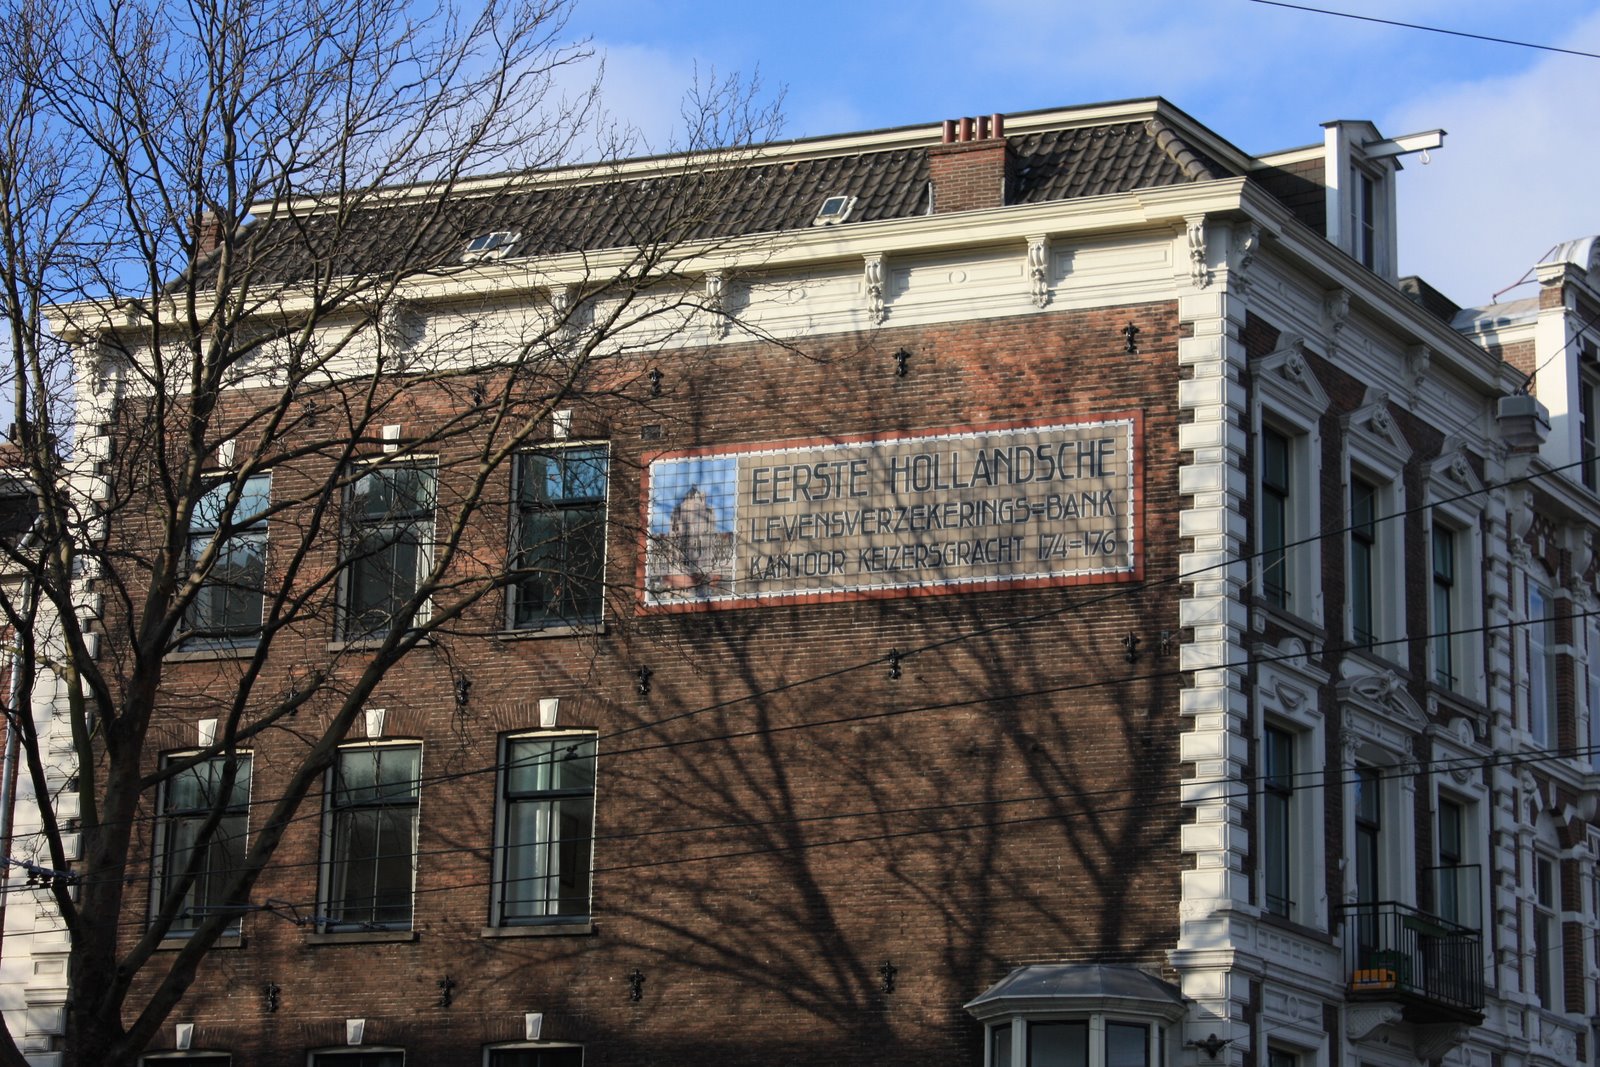 EERSTE HOLLANDSCHE
LEVENSVERZEKERINGS=BANK
KANTOOR KEIZERSGRACHT 174=176